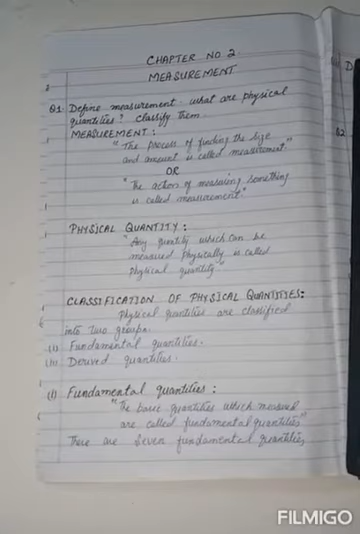 CHAPTER NO 2.
MEASUREMENT
Q1. Define measurement. what are physical
quantities? classify them.
MEASUREMENT :
"The process of finding the size
and amount is called measurement."
OR
"The action of measuring something
is called measurement."
PHYSICAL QUANTITY :
"Any quantity which can be
measured physically is called
physical quantity"
CLASSIFICATION OF PHYSICAL QUANTITIES:
Physical quantities are classified
into two groups.
(i) Fundamental quantities.
(ii) Derived quantities.
(i) Fundamental quantities :
"The basic quantities which measured
are called fundamental quantities"
There are seven fundamental quantities,
D
Q2
FILMIGO